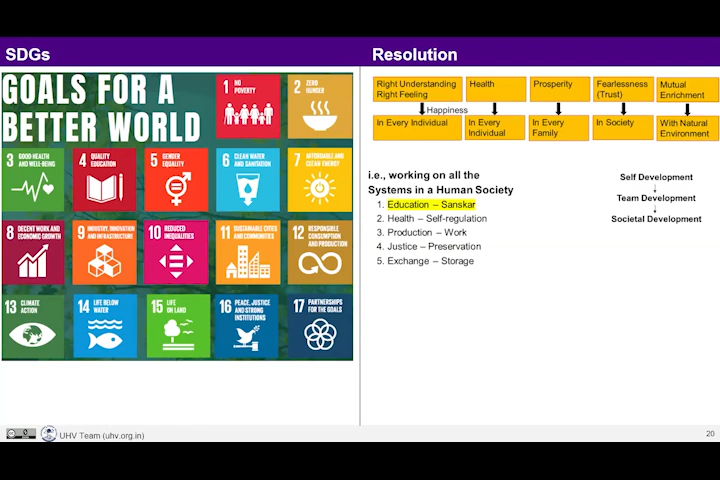 SDGs
GOALS FOR A
BETTER WORLD
1 NO
POVERTY
2 ZERO
HUNGER
3 GOOD HEALTH
AND WELL-BEING
4 QUALITY
EDUCATION
5 GENDER
EQUALITY
6 CLEAN WATER
AND SANITATION
7 AFFORDABLE AND
CLEAN ENERGY
8 DECENT WORK AND
ECONOMIC GROWTH
9 INDUSTRY, INNOVATION
AND INFRASTRUCTURE
10 REDUCED
INEQUALITIES
11 SUSTAINABLE CITIES
AND COMMUNITIES
12 RESPONSIBLE
CONSUMPTION
AND PRODUCTION
13 CLIMATE
ACTION
14 LIFE BELOW
WATER
15 LIFE
ON LAND
16 PEACE, JUSTICE
AND STRONG
INSTITUTIONS
17 PARTNERSHIPS
FOR THE GOALS
Resolution
Right Understanding
Right Feeling
Health
Prosperity
Fearlessness
(Trust)
Mutual
Enrichment
Happiness
In Every Individual
In Every
Individual
In Every
Family
In Society
With Natural
Environment
i.e., working on all the
Systems in a Human Society
1. Education – Sanskar
2. Health – Self-regulation
3. Production – Work
4. Justice – Preservation
5. Exchange – Storage
Self Development
Team Development
Societal Development
UHV Team (uhv.org.in)
20